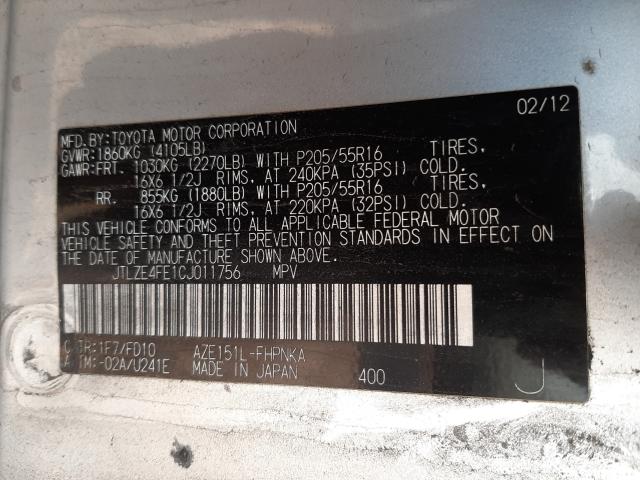 02/12
MFD.BY:TOYOTA MOTOR CORPORATION
GVWR:1860KG (4105LB)
GAWR:FRT. 1030KG (2270LB) WITH P205/55R16 TIRES,
16X6 1/2J RIMS, AT 240KPA (35PSI) COLD.
RR. 855KG (1880LB) WITH P205/55R16 TIRES,
16X6 1/2J RIMS, AT 220KPA (32PSI) COLD.
THIS VEHICLE CONFORMS TO ALL APPLICABLE FEDERAL MOTOR
VEHICLE SAFETY AND THEFT PREVENTION STANDARDS IN EFFECT ON
THE DATE OF MANUFACTURE SHOWN ABOVE.
JTLZE4FE1CJ011756 MPV
C/TR:1F7/FD10 AZE151L-FHPNKA
A/TM:-02A/U241E MADE IN JAPAN 400 J